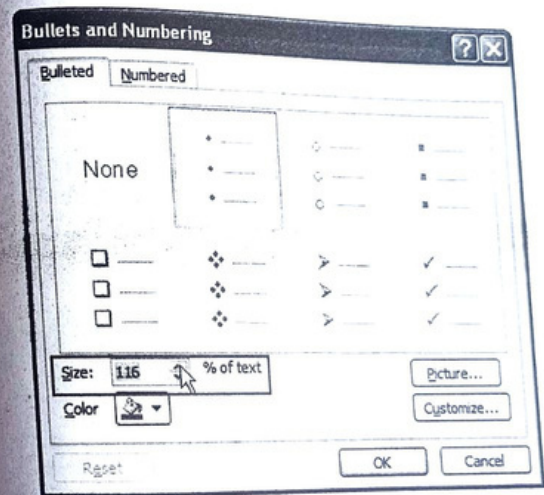 Bullets and Numbering
Bulleted Numbered
None
Size: 116 % of text
Picture...
Color
Customize...
Reset
OK Cancel